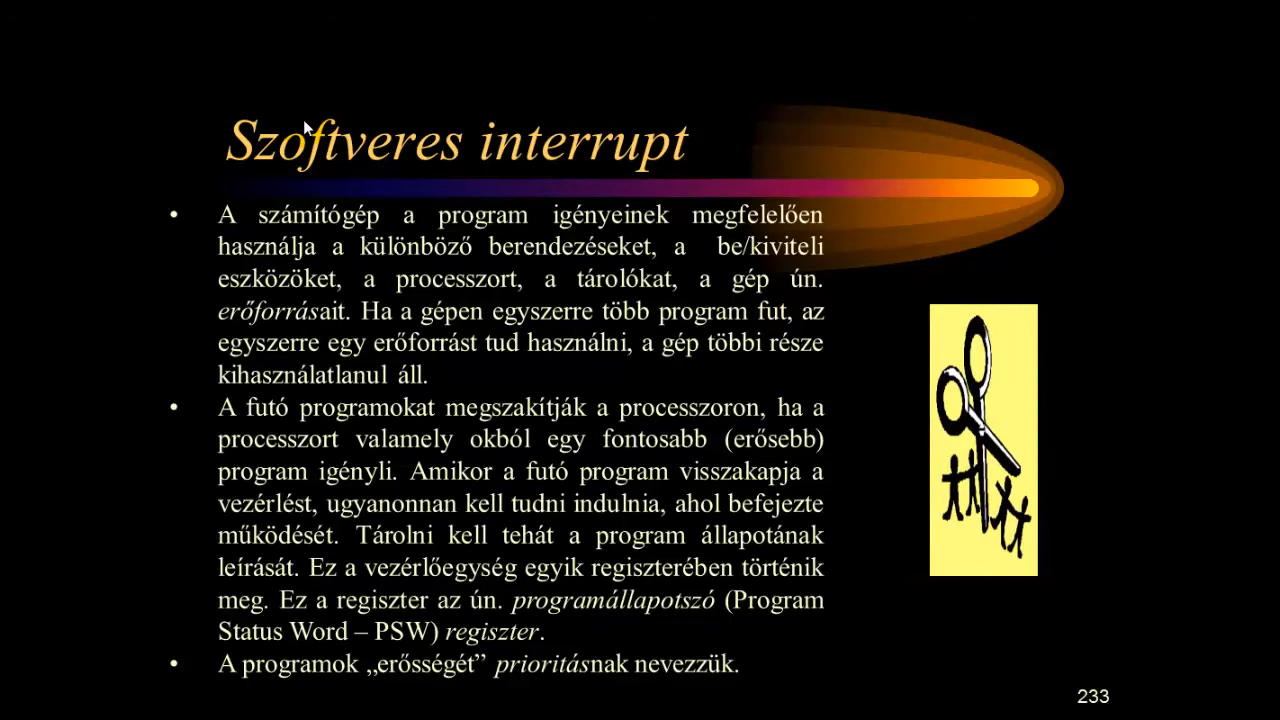 Szoftveres interrupt
• A számítógép a program igényeinek megfelelően
használja a különböző berendezéseket, a be/kiviteli
eszközöket, a processzort, a tárolókat, a gép ún.
erőforrásait. Ha a gépen egyszerre több program fut, az
egyszerre egy erőforrást tud használni, a gép többi része
kihasználatlanul áll.
• A futó programokat megszakítják a processzoron, ha a
processzort valamely okból egy fontosabb (erősebb)
program igényli. Amikor a futó program visszakapja a
vezérlést, ugyanonnan kell tudni indulnia, ahol befejezte
működését. Tárolni kell tehát a program állapotának
leírását. Ez a vezérlőegység egyik regiszterében történik
meg. Ez a regiszter az ún. programállapotszó (Program
Status Word – PSW) regiszter.
• A programok „erősségét” prioritásnak nevezzük.
233